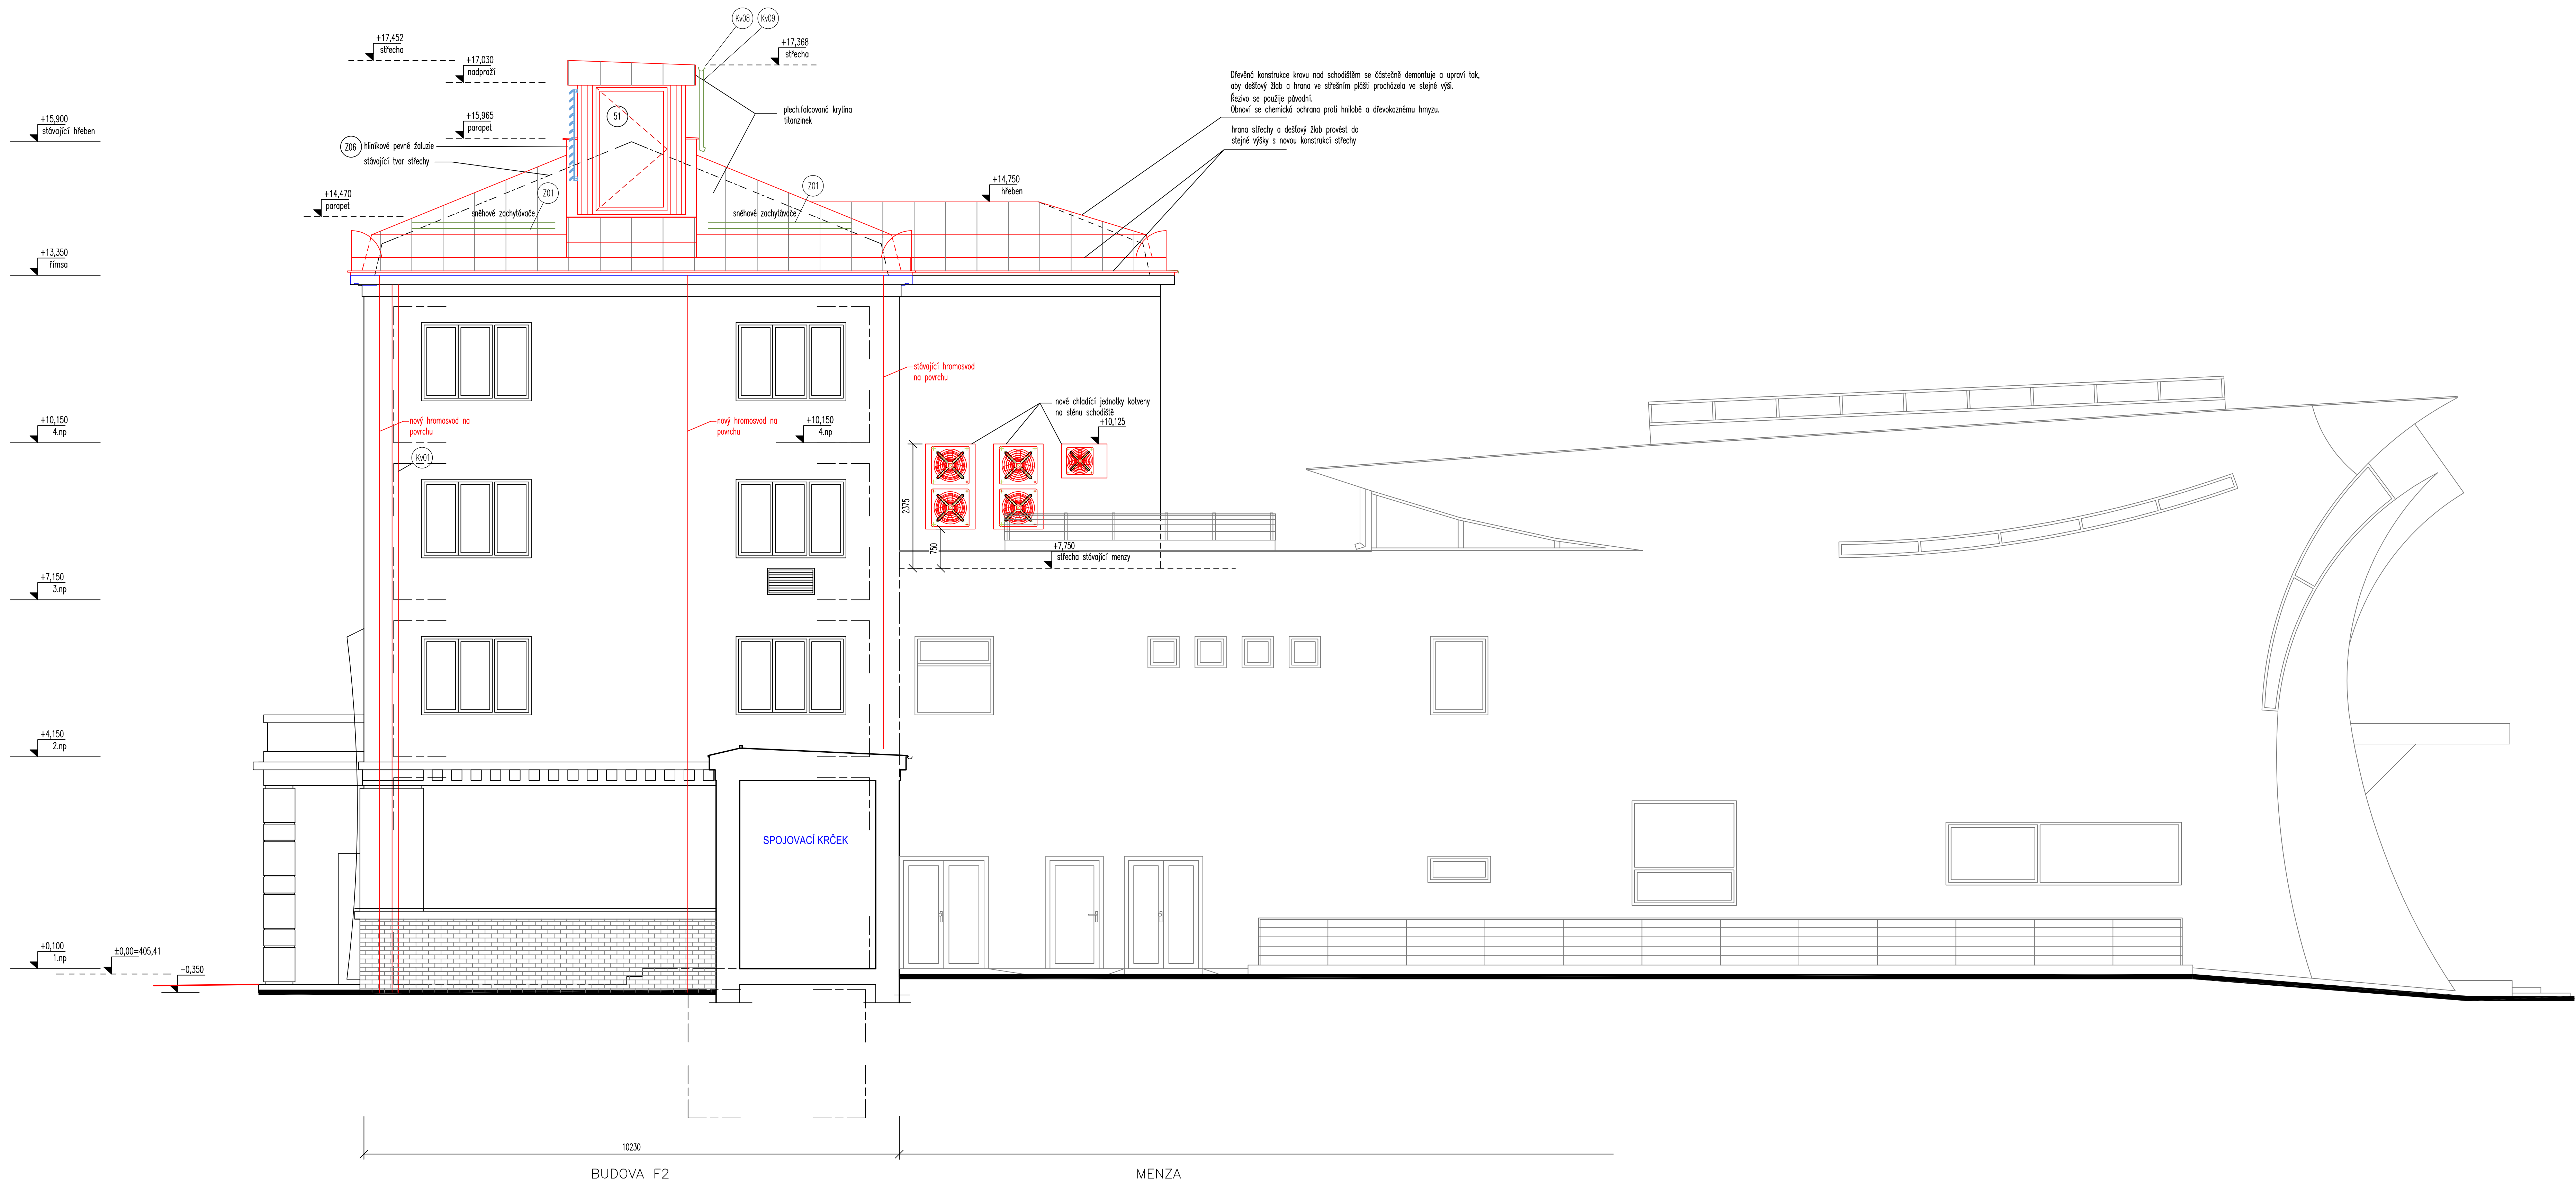 Kv08
Kv09
+17,452
střecha
+17,368
střecha
+17,030
nadpraží
Dřevěná konstrukce krovu nad schodištěm se částečně demontuje a upraví tak,
aby dešťový žlab a hrana ve střešním plášti procházela ve stejné výši.
Řezivo se použije původní.
Obnoví se chemická ochrana proti hnilobě a dřevokaznému hmyzu.
plech.falcovaná krytina
titanzinek
51
+15,965
parapet
+15,900
stávající hřeben
hrana střechy a dešťový žlab provést do
stejné výšky s novou konstrukcí střechy
Z06
hliníkové pevné žaluzie
stávající tvar střechy
+14,750
hřeben
Z01
Z01
+14,470
parapet
sněhové zachytávače
sněhové zachytávače
+13,350
římsa
stávající hromosvod
na povrchu
nové chladící jednotky kotveny
na stěnu schodiště
+10,150
4.np
nový hromosvod na
povrchu
nový hromosvod na
povrchu
+10,150
4.np
+10,125
Kv01
2375
750
+7,750
střecha stávající menzy
+7,150
3.np
+4,150
2.np
SPOJOVACÍ KRČEK
+0,100
1.np
±0,00=405,41
-0,350
10230
BUDOVA F2
MENZA